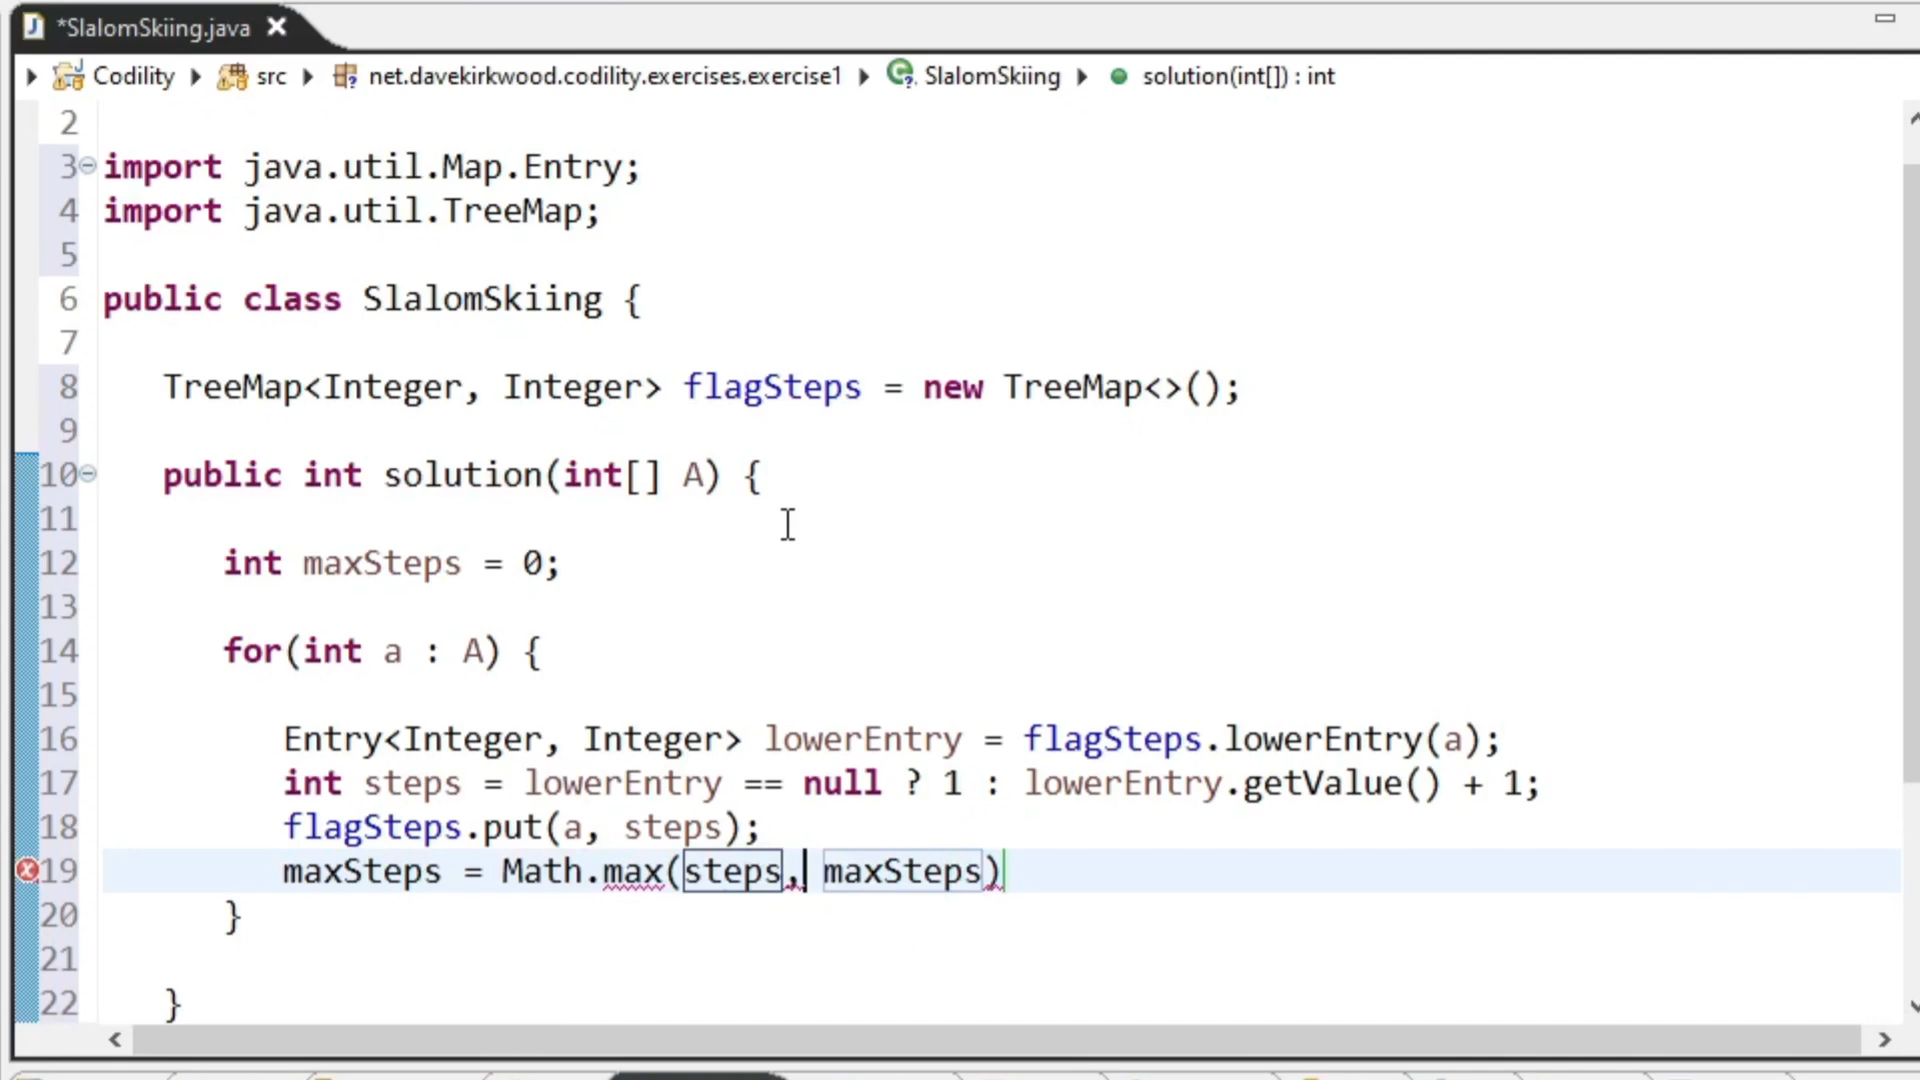 *SlalomSkiing.java
Codility src net.davekirkwood.codility.exercises.exercise1 SlalomSkiing solution(int[]) : int
2
3 import java.util.Map.Entry;
4 import java.util.TreeMap;
5
6 public class SlalomSkiing {
7
8 TreeMap<Integer, Integer> flagSteps = new TreeMap<>();
9
10 public int solution(int[] A) {
11
12 int maxSteps = 0;
13
14 for(int a : A) {
15
16 Entry<Integer, Integer> lowerEntry = flagSteps.lowerEntry(a);
17 int steps = lowerEntry == null ? 1 : lowerEntry.getValue() + 1;
18 flagSteps.put(a, steps);
19 maxSteps = Math.max(steps, maxSteps)
20 }
21
22 }